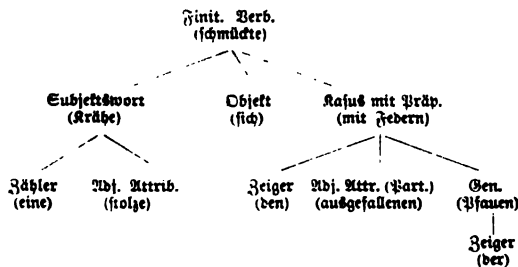 Finit. Verb.
(schmückte)
Subjektswort Objekt Kasus mit Präp.
(Krähe) (sich) (mit Federn)
Zähler Adj. Attrib. Zeiger Adj. Attr. (Part.) Gen.
(eine) (stolze) (den) (ausgefallenen) (Pfauen)
Zeiger
(der)